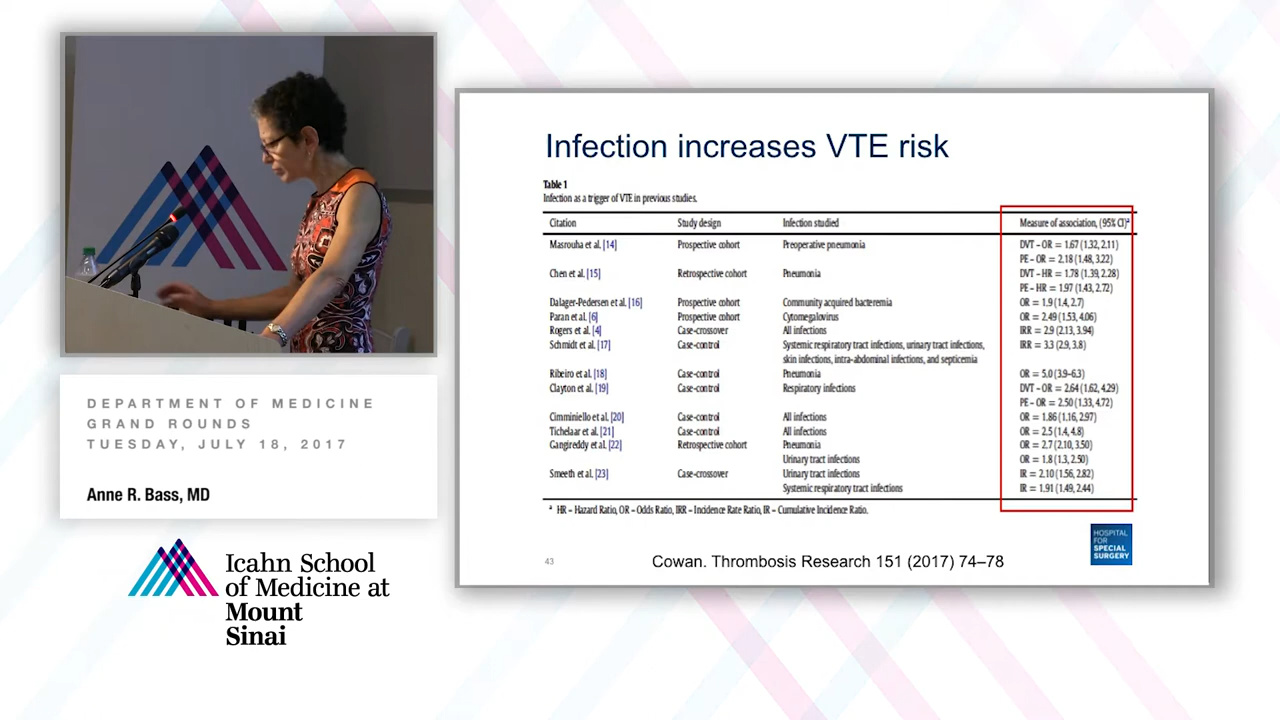 DEPARTMENT OF MEDICINE
GRAND ROUNDS
TUESDAY, JULY 18, 2017
Anne R. Bass, MD
Icahn School
of Medicine at
Mount
Sinai
Infection increases VTE risk
Table 1
Infection as a trigger of VTE in previous studies.
Citation Study design Infection studied Measure of association, (95% CI)a
Masrouha et al. [14] Prospective cohort Preoperative pneumonia DVT – OR = 1.67 (1.32, 2.11)
PE – OR = 2.18 (1.48, 3.22)
Chen et al. [15] Retrospective cohort Pneumonia DVT – HR = 1.78 (1.39, 2.28)
PE – HR = 1.97 (1.43, 2.72)
Dalager-Pedersen et al. [16] Prospective cohort Community acquired bacteremia OR = 1.9 (1.4, 2.7)
Paran et al. [6] Prospective cohort Cytomegalovirus OR = 2.49 (1.53, 4.06)
Rogers et al. [4] Case-crossover All infections IRR = 2.9 (2.13, 3.94)
Schmidt et al. [17] Case-control Systemic respiratory tract infections, urinary tract infections, IRR = 3.3 (2.9, 3.8)
skin infections, intra-abdominal infections, and septicemia
Ribeiro et al. [18] Case-control Pneumonia OR = 5.0 (3.9–6.3)
Clayton et al. [19] Case-control Respiratory infections DVT – OR = 2.64 (1.62, 4.29)
PE – OR = 2.50 (1.33, 4.72)
Cimminiello et al. [20] Case-control All infections OR = 1.86 (1.16, 2.97)
Tichelaar et al. [21] Case-control All infections OR = 2.5 (1.4, 4.8)
Gangireddy et al. [22] Retrospective cohort Pneumonia OR = 2.7 (2.10, 3.50)
Urinary tract infections OR = 1.8 (1.3, 2.50)
Smeeth et al. [23] Case-crossover Urinary tract infections IR = 2.10 (1.56, 2.82)
Systemic respiratory tract infections IR = 1.91 (1.49, 2.44)
a HR – Hazard Ratio, OR – Odds Ratio, IRR – Incidence Rate Ratio, IR – Cumulative Incidence Ratio.
43
Cowan. Thrombosis Research 151 (2017) 74–78
HOSPITAL
FOR
SPECIAL
SURGERY